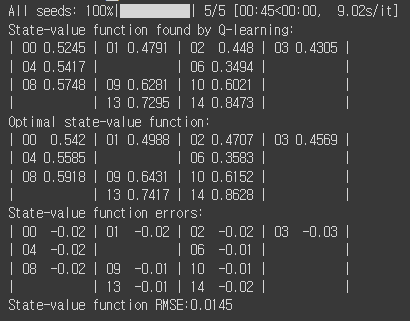 All seeds: 100%|██████████| 5/5 [00:45<00:00,  9.02s/it]
State-value function found by Q-learning:
| 00 0.5245 | 01 0.4791 | 02  0.448 | 03 0.4305 |
| 04 0.5417 |           | 06 0.3494 |           |
| 08 0.5748 | 09 0.6281 | 10 0.6021 |           |
|           | 13 0.7295 | 14 0.8473 |           |
Optimal state-value function:
| 00  0.542 | 01 0.4988 | 02 0.4707 | 03 0.4569 |
| 04 0.5585 |           | 06 0.3583 |           |
| 08 0.5918 | 09 0.6431 | 10 0.6152 |           |
|           | 13 0.7417 | 14 0.8628 |           |
State-value function errors:
| 00  -0.02 | 01  -0.02 | 02  -0.02 | 03  -0.03 |
| 04  -0.02 |           | 06  -0.01 |           |
| 08  -0.02 | 09  -0.01 | 10  -0.01 |           |
|           | 13  -0.01 | 14  -0.02 |           |
State-value function RMSE:0.0145